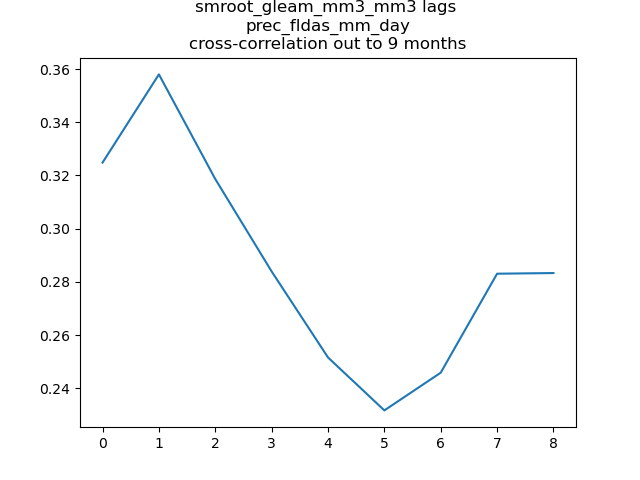 smroot_gleam_mm3_mm3 lags
prec_fldas_mm_day
cross-correlation out to 9 months
0.36
0.34
0.32
0.30
0.28
0.26
0.24
0 1 2 3 4 5 6 7 8